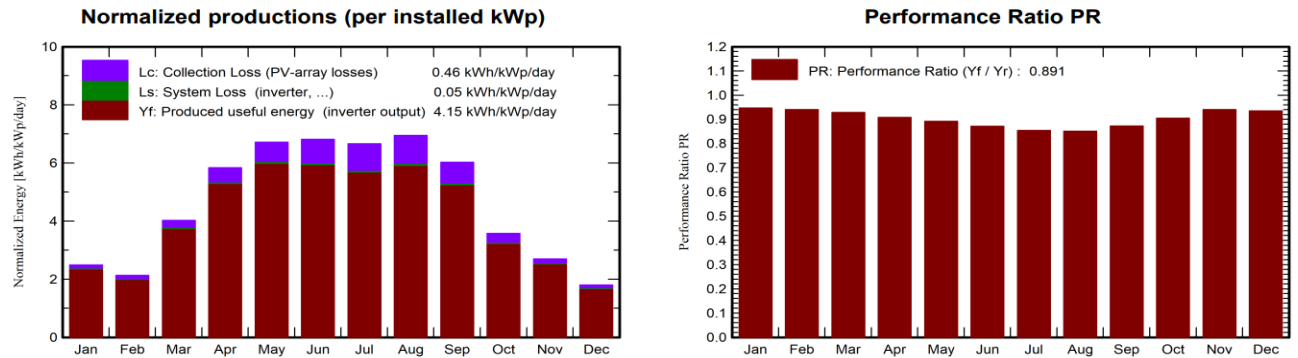 Normalized productions (per installed kWp)
10
8
6
4
2
0
Normalized Energy [kWh/kWp/day]
Lc: Collection Loss (PV-array losses) 0.46 kWh/kWp/day
Ls: System Loss (inverter, ...) 0.05 kWh/kWp/day
Yf: Produced useful energy (inverter output) 4.15 kWh/kWp/day
Jan Feb Mar Apr May Jun Jul Aug Sep Oct Nov Dec
Performance Ratio PR
1.2
1.1
1.0
0.9
0.8
0.7
0.6
0.5
0.4
0.3
0.2
0.1
0.0
Performance Ratio PR
PR: Performance Ratio (Yf / Yr) : 0.891
Jan Feb Mar Apr May Jun Jul Aug Sep Oct Nov Dec